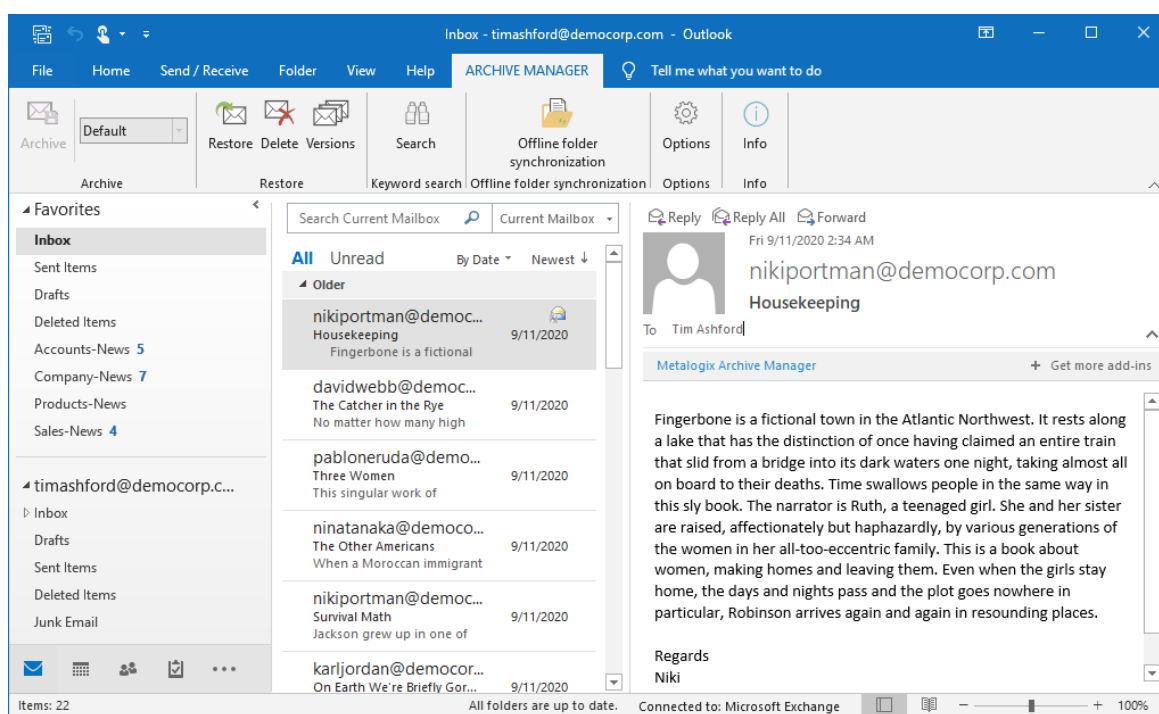 Inbox - timashford@democorp.com - Outlook
File Home Send / Receive Folder View Help ARCHIVE MANAGER Tell me what you want to do
Archive
Default
Restore Delete Versions
Search
Offline folder
synchronization
Options
Info
Archive
Restore
Keyword search
Offline folder synchronization
Options
Info
Favorites
Inbox
Sent Items
Drafts
Deleted Items
Accounts-News 5
Company-News 7
Products-News
Sales-News 4
timashford@democorp.c...
Inbox
Drafts
Sent Items
Deleted Items
Junk Email
Search Current Mailbox
Current Mailbox
All Unread By Date Newest ↓
Older
nikiportman@democ...
Housekeeping 9/11/2020
Fingerbone is a fictional
davidwebb@democ...
The Catcher in the Rye 9/11/2020
No matter how many high
pabloneruda@demo...
Three Women 9/11/2020
This singular work of
ninatanaka@democo...
The Other Americans 9/11/2020
When a Moroccan immigrant
nikiportman@democ...
Survival Math 9/11/2020
Jackson grew up in one of
karljordan@democor...
On Earth We're Briefly Gor... 9/11/2020
Reply Reply All Forward
Fri 9/11/2020 2:34 AM
nikiportman@democorp.com
Housekeeping
To Tim Ashford
Metalogix Archive Manager + Get more add-ins
Fingerbone is a fictional town in the Atlantic Northwest. It rests along
a lake that has the distinction of once having claimed an entire train
that slid from a bridge into its dark waters one night, taking almost all
on board to their deaths. Time swallows people in the same way in
this sly book. The narrator is Ruth, a teenaged girl. She and her sister
are raised, affectionately but haphazardly, by various generations of
the women in her all-too-eccentric family. This is a book about
women, making homes and leaving them. Even when the girls stay
home, the days and nights pass and the plot goes nowhere in
particular, Robinson arrives again and again in resounding places.
Regards
Niki
Items: 22 All folders are up to date. Connected to: Microsoft Exchange 100%